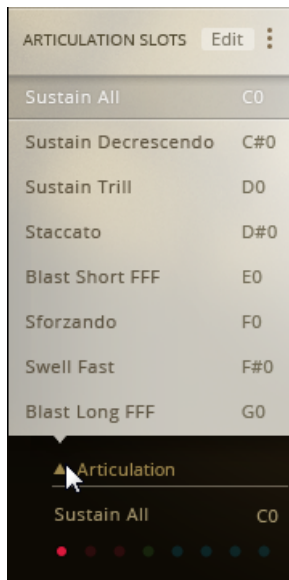 ARTICULATION SLOTS Edit
Sustain All C0
Sustain Decrescendo C#0
Sustain Trill D0
Staccato D#0
Blast Short FFF E0
Sforzando F0
Swell Fast F#0
Blast Long FFF G0
Articulation
Sustain All C0